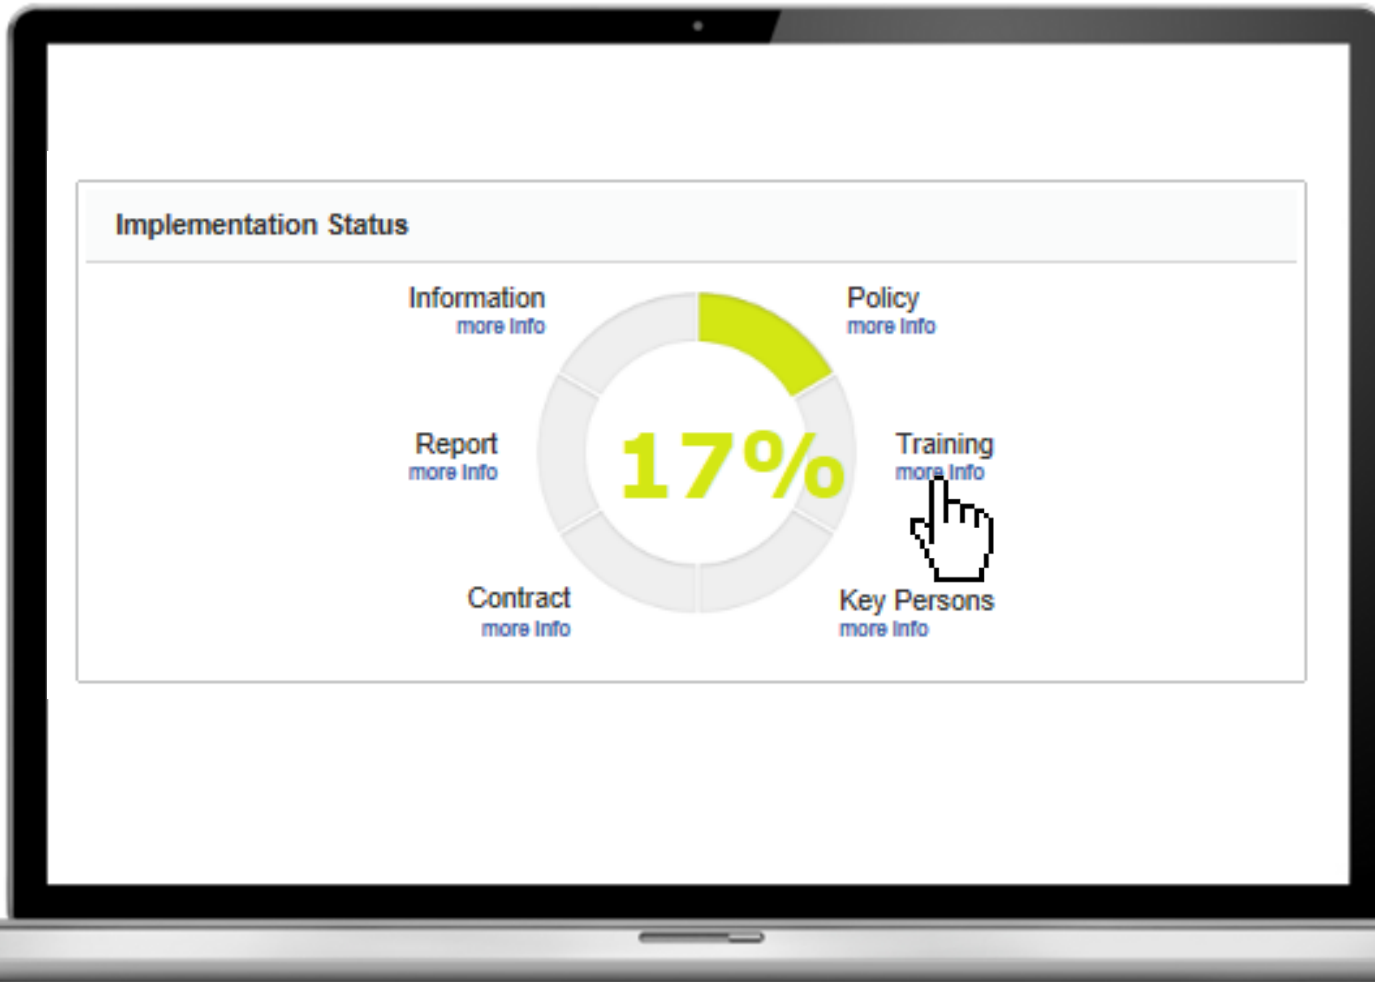 Implementation Status
Information
more info
Policy
more info
Report
more info
17%
Training
more info
Contract
more info
Key Persons
more info